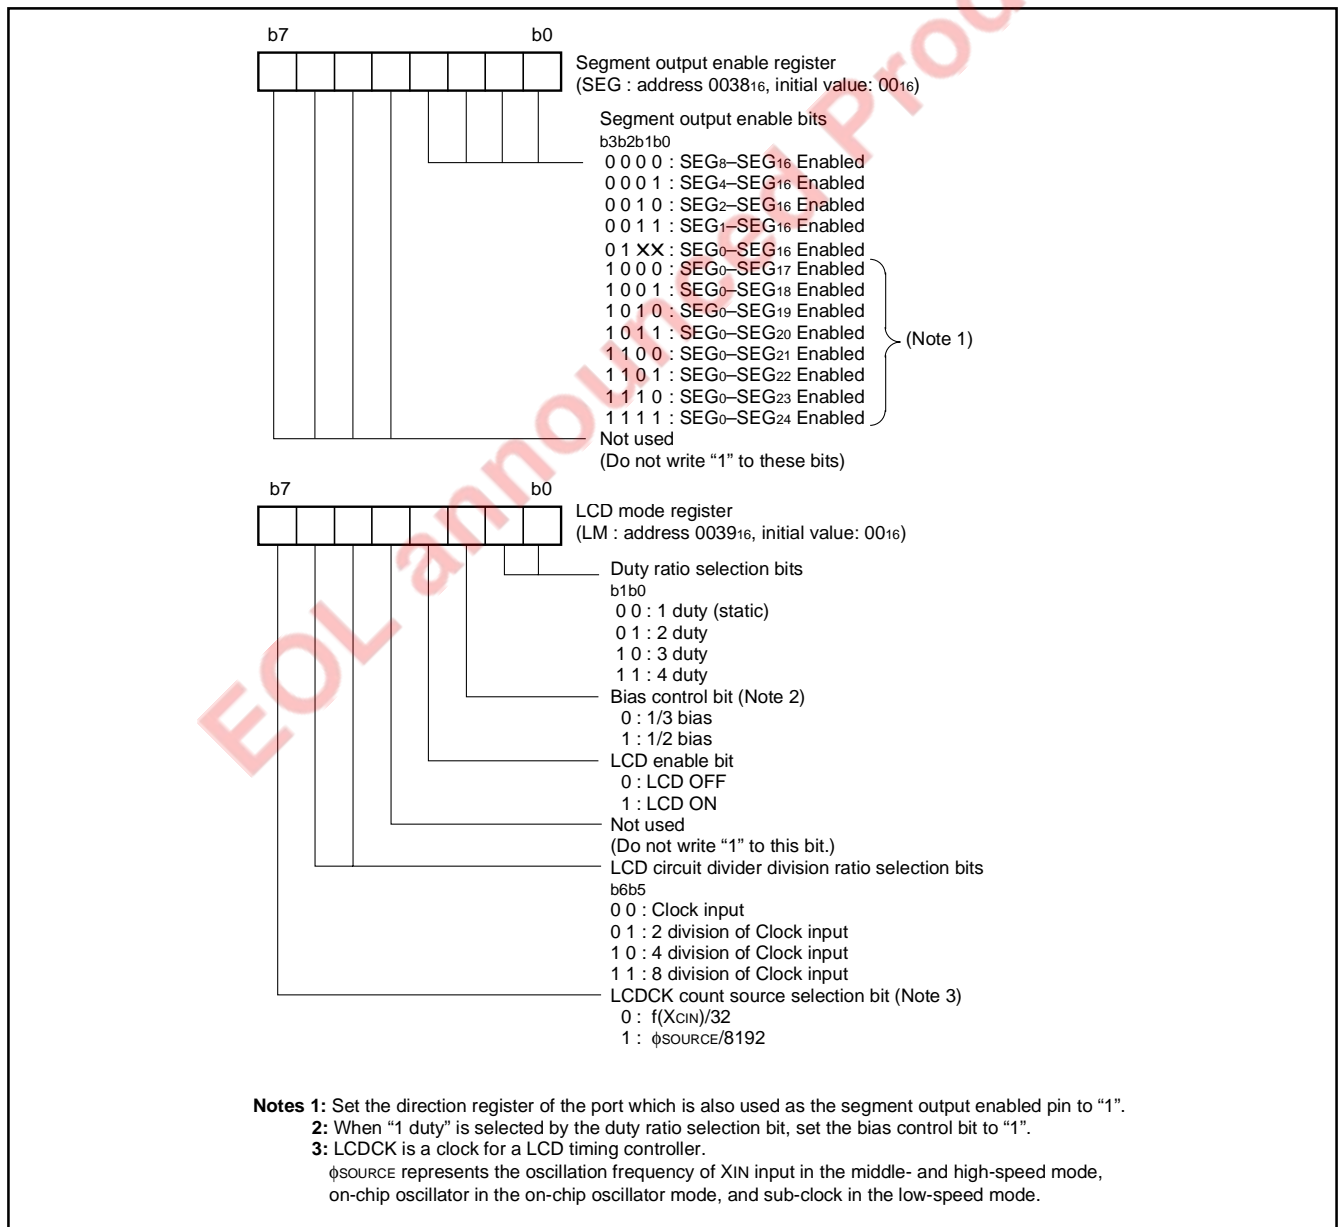 b7 b0
Segment output enable register
(SEG : address 003816, initial value: 0016)
Segment output enable bits
b3b2b1b0
0 0 0 0 : SEG8–SEG16 Enabled
0 0 0 1 : SEG4–SEG16 Enabled
0 0 1 0 : SEG2–SEG16 Enabled
0 0 1 1 : SEG1–SEG16 Enabled
0 1 XX : SEG0–SEG16 Enabled
1 0 0 0 : SEG0–SEG17 Enabled
1 0 0 1 : SEG0–SEG18 Enabled
1 0 1 0 : SEG0–SEG19 Enabled
1 0 1 1 : SEG0–SEG20 Enabled
(Note 1)
1 1 0 0 : SEG0–SEG21 Enabled
1 1 0 1 : SEG0–SEG22 Enabled
1 1 1 0 : SEG0–SEG23 Enabled
1 1 1 1 : SEG0–SEG24 Enabled
Not used
(Do not write “1” to these bits)
b7 b0
LCD mode register
(LM : address 003916, initial value: 0016)
Duty ratio selection bits
b1b0
0 0 : 1 duty (static)
0 1 : 2 duty
1 0 : 3 duty
1 1 : 4 duty
Bias control bit (Note 2)
0 : 1/3 bias
1 : 1/2 bias
LCD enable bit
0 : LCD OFF
1 : LCD ON
Not used
(Do not write “1” to this bit.)
LCD circuit divider division ratio selection bits
b6b5
0 0 : Clock input
0 1 : 2 division of Clock input
1 0 : 4 division of Clock input
1 1 : 8 division of Clock input
LCDCK count source selection bit (Note 3)
0 : f(XCIN)/32
1 : ϕSOURCE/8192
Notes 1: Set the direction register of the port which is also used as the segment output enabled pin to “1”.
2: When “1 duty” is selected by the duty ratio selection bit, set the bias control bit to “1”.
3: LCDCK is a clock for a LCD timing controller.
ϕSOURCE represents the oscillation frequency of XIN input in the middle- and high-speed mode,
on-chip oscillator in the on-chip oscillator mode, and sub-clock in the low-speed mode.
EOL announced Prod